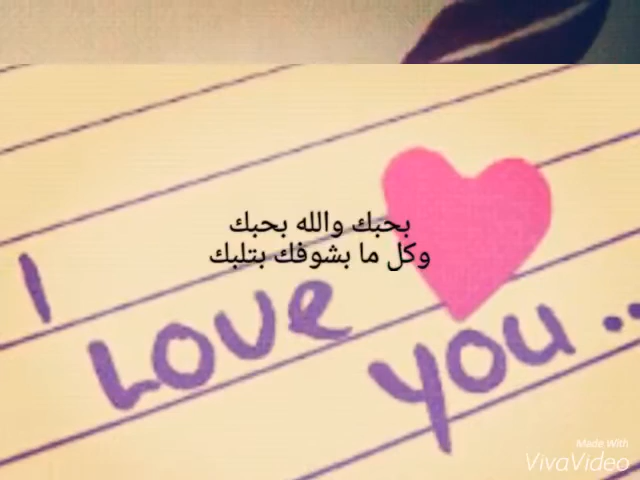 بحبك والله بحبك
وكل ما بشوفك بتلبك
I
LOVe
you..
Made With
VivaVideo